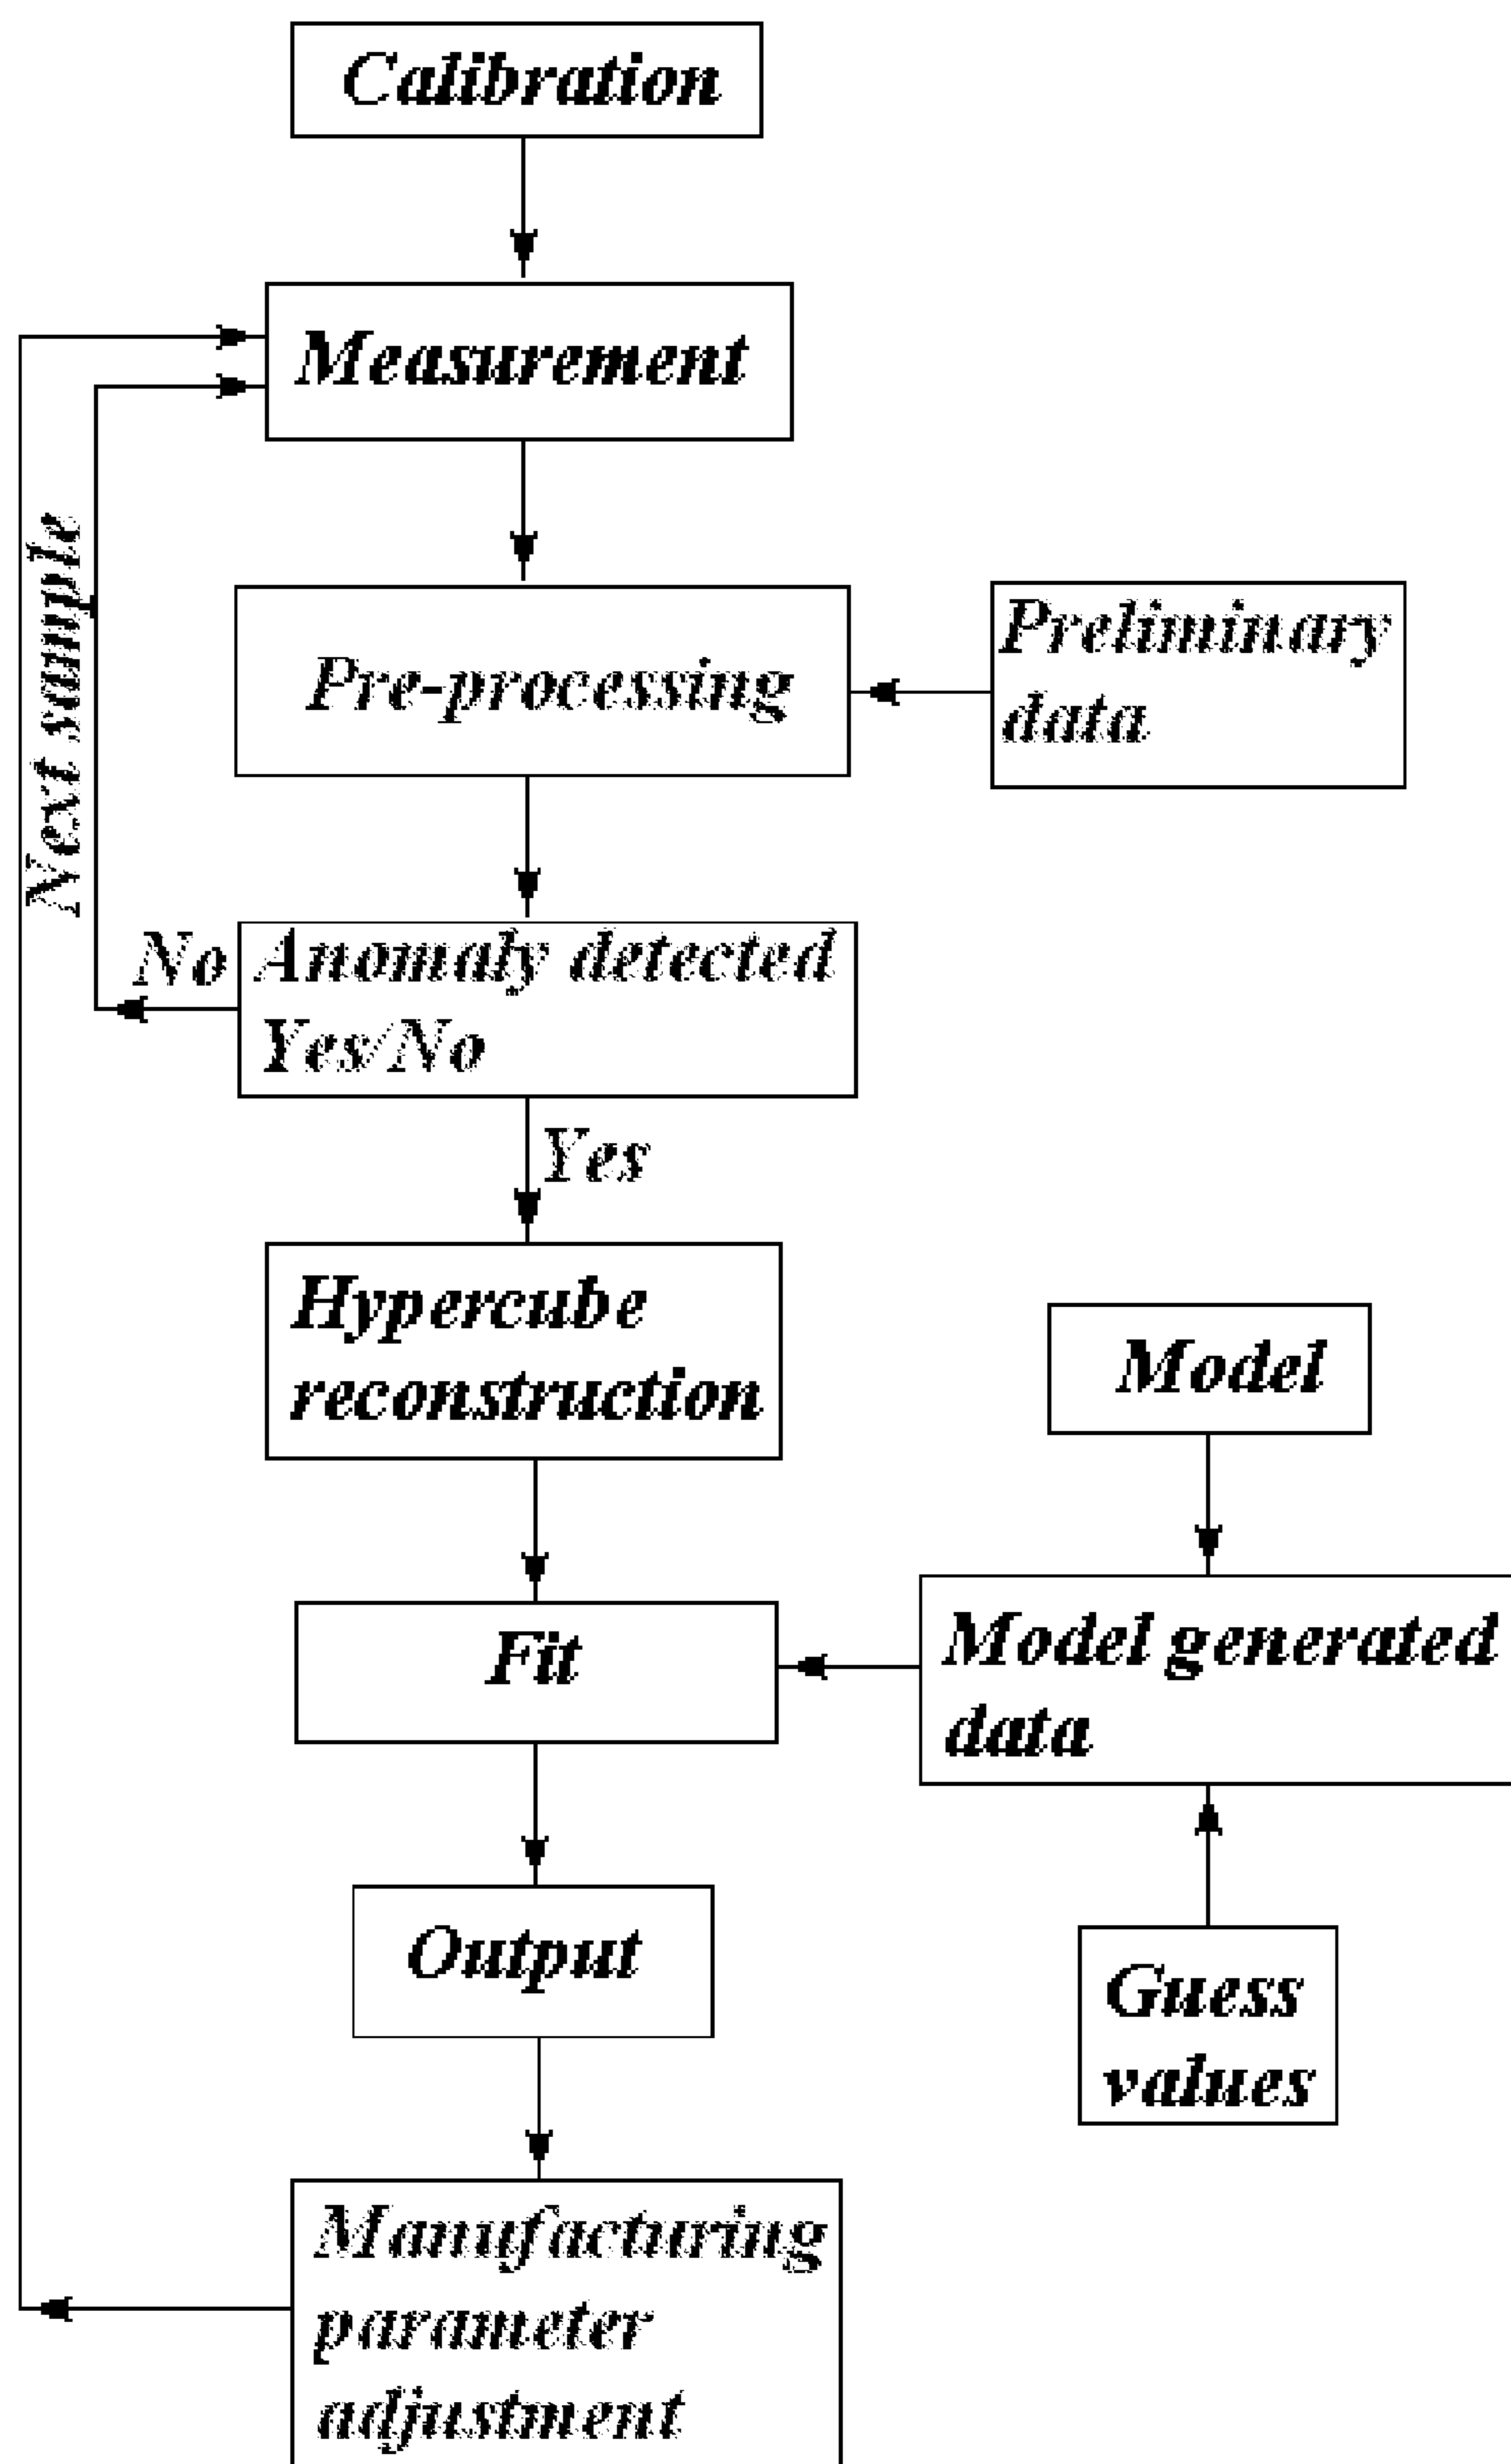 Calibration
Measurement
Next sample
Pre-processing
Preliminary
data
No
Anomaly detected
Yes/No
Yes
Hypercube
reconstruction
Model
Fit
Model generated
data
Output
Guess
values
Manufacturing
parameter
adjustment